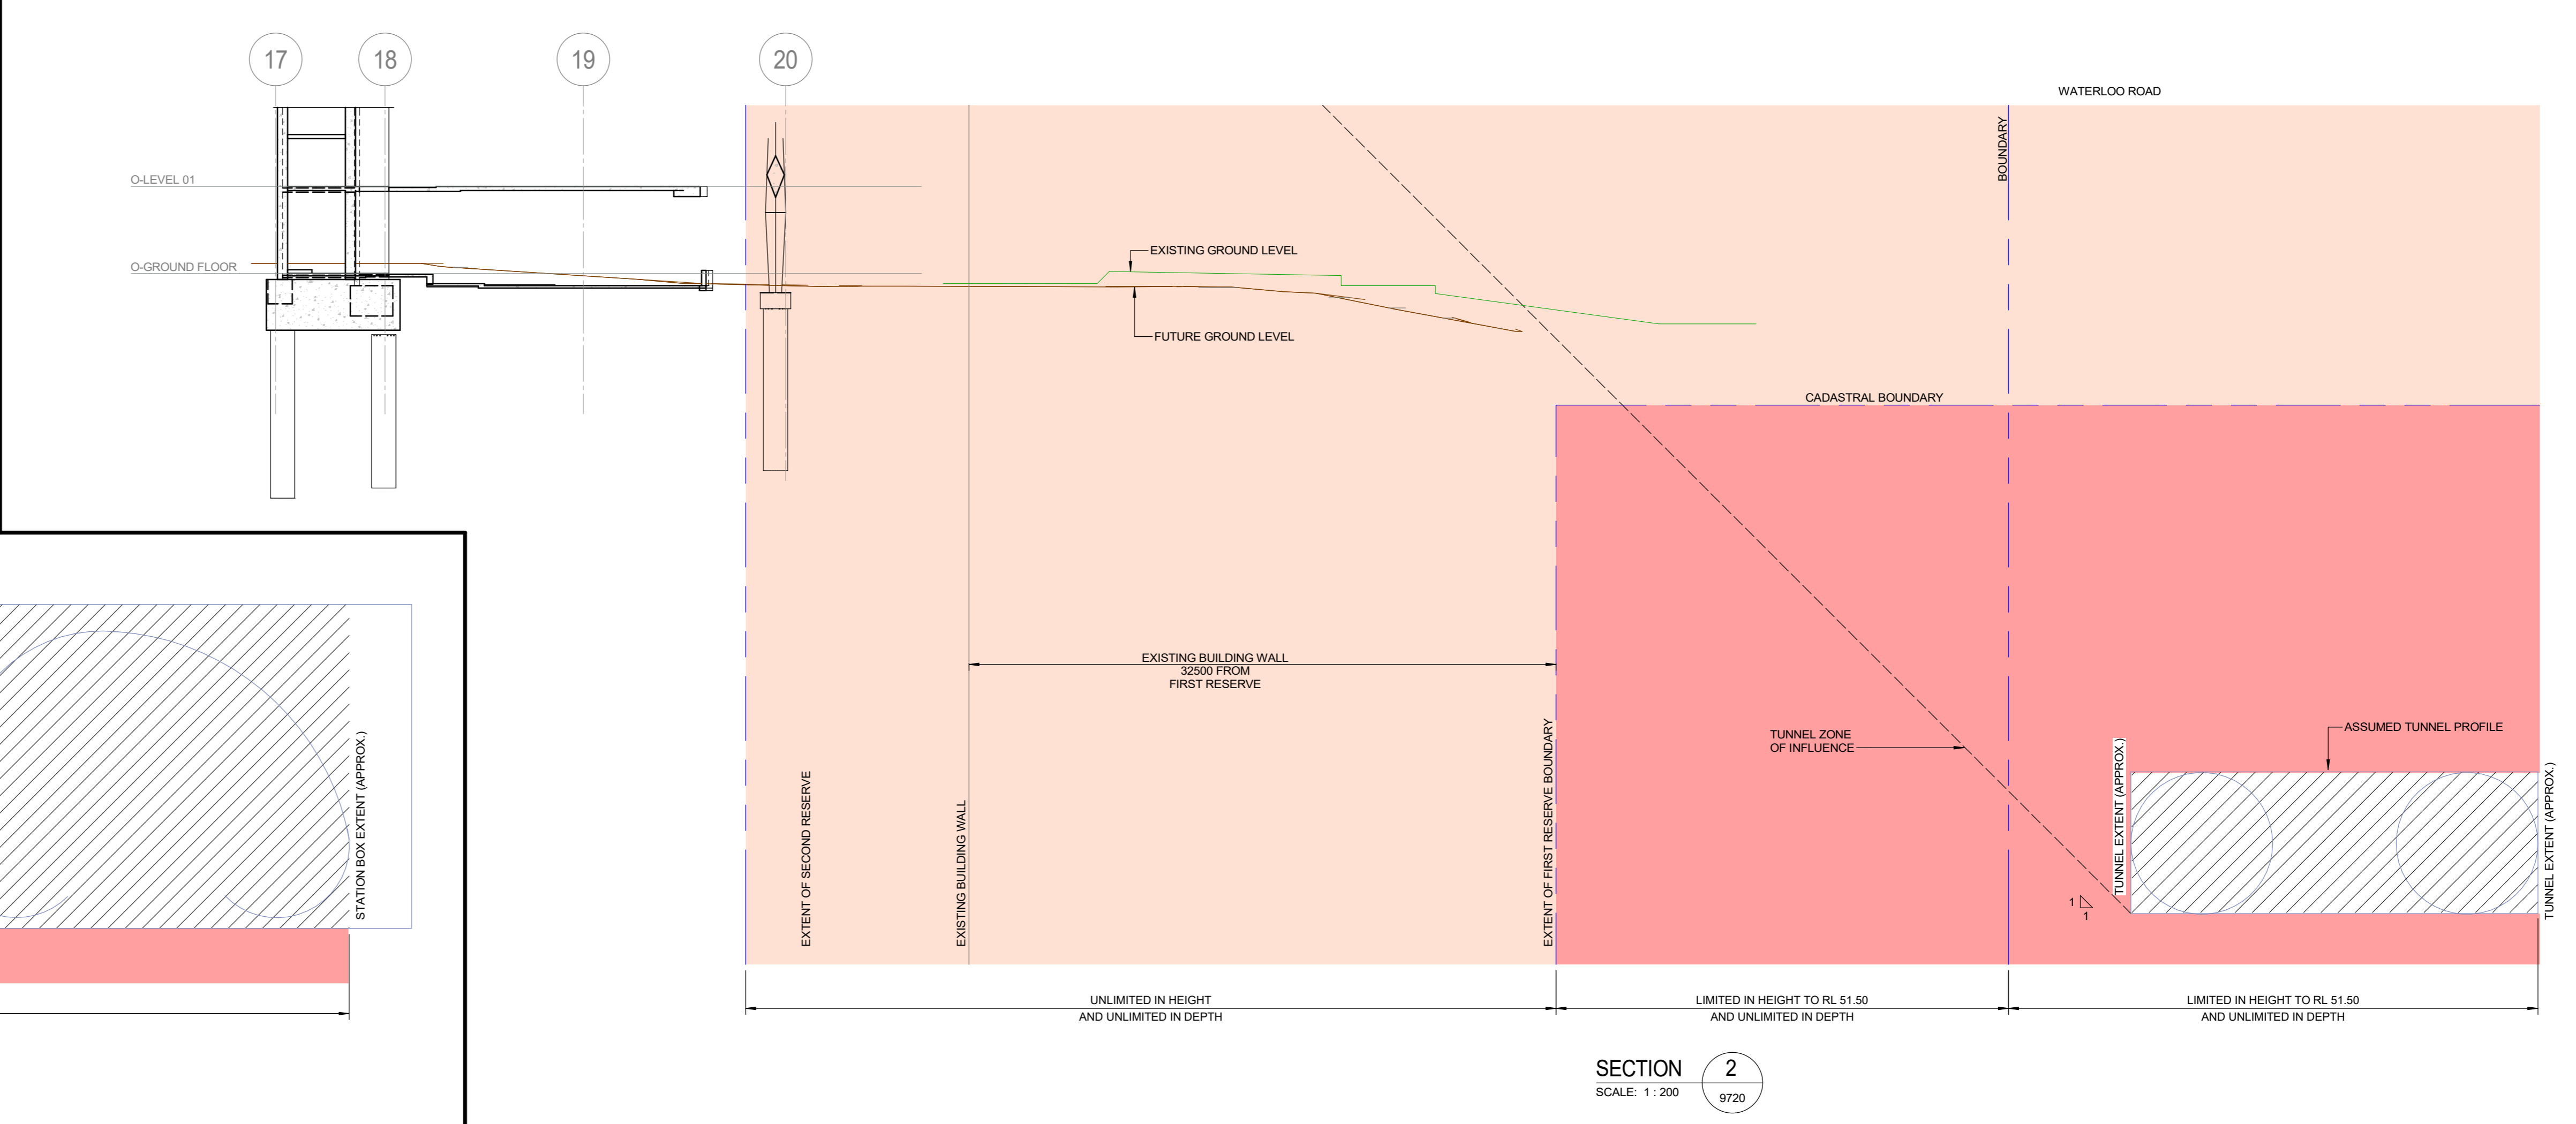 17
18
19
20
WATERLOO ROAD
BOUNDARY
O-LEVEL 01
O-GROUND FLOOR
EXISTING GROUND LEVEL
FUTURE GROUND LEVEL
CADASTRAL BOUNDARY
EXISTING BUILDING WALL
32500 FROM
FIRST RESERVE
STATION BOX EXTENT (APPROX.)
EXTENT OF SECOND RESERVE
EXISTING BUILDING WALL
EXTENT OF FIRST RESERVE BOUNDARY
TUNNEL ZONE
OF INFLUENCE
TUNNEL EXTENT (APPROX.)
ASSUMED TUNNEL PROFILE
TUNNEL EXTENT (APROX.)
1
1
UNLIMITED IN HEIGHT
AND UNLIMITED IN DEPTH
LIMITED IN HEIGHT TO RL 51.50
AND UNLIMITED IN DEPTH
LIMITED IN HEIGHT TO RL 51.50
AND UNLIMITED IN DEPTH
SECTION
SCALE: 1 : 200
2
9720